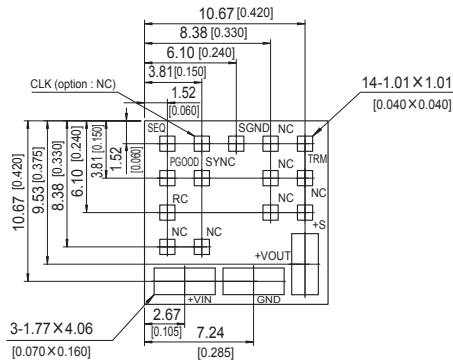 10.67 [0.420]
8.38 [0.330]
6.10 [0.240]
3.81 [0.150]
CLK (option : NC)
1.52
[0.060]
14-1.01×1.01
[0.040×0.040]
SEQ
SGND
NC
PGOOD
SYNC
NC
TRM
RC
NC
NC
+S
NC
NC
+VOUT
+VIN
GND
10.67 [0.420]
9.53 [0.375]
8.38 [0.330]
6.10 [0.240]
3.81 [0.150]
1.52
[0.060]
3-1.77×4.06
[0.070×0.160]
2.67
[0.105]
7.24
[0.285]